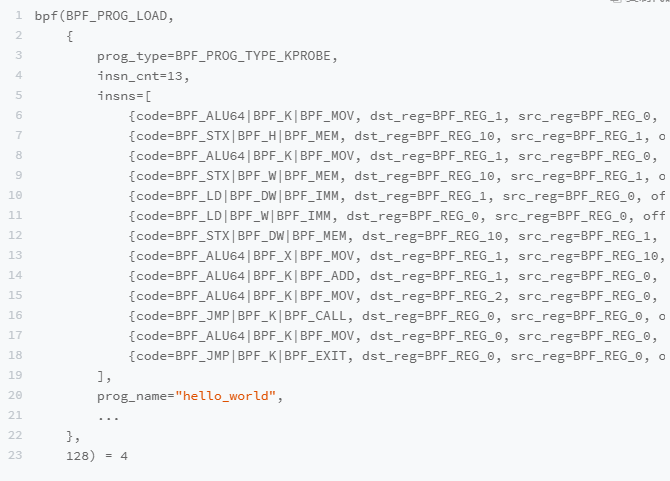 1 bpf(BPF_PROG_LOAD,
2 {
3 prog_type=BPF_PROG_TYPE_KPROBE,
4 insn_cnt=13,
5 insns=[
6 {code=BPF_ALU64|BPF_K|BPF_MOV, dst_reg=BPF_REG_1, src_reg=BPF_REG_0,
7 {code=BPF_STX|BPF_H|BPF_MEM, dst_reg=BPF_REG_10, src_reg=BPF_REG_1, o
8 {code=BPF_ALU64|BPF_K|BPF_MOV, dst_reg=BPF_REG_1, src_reg=BPF_REG_0,
9 {code=BPF_STX|BPF_W|BPF_MEM, dst_reg=BPF_REG_10, src_reg=BPF_REG_1, o
10 {code=BPF_LD|BPF_DW|BPF_IMM, dst_reg=BPF_REG_1, src_reg=BPF_REG_0, of
11 {code=BPF_LD|BPF_W|BPF_IMM, dst_reg=BPF_REG_0, src_reg=BPF_REG_0, off
12 {code=BPF_STX|BPF_DW|BPF_MEM, dst_reg=BPF_REG_10, src_reg=BPF_REG_1,
13 {code=BPF_ALU64|BPF_X|BPF_MOV, dst_reg=BPF_REG_1, src_reg=BPF_REG_10,
14 {code=BPF_ALU64|BPF_K|BPF_ADD, dst_reg=BPF_REG_1, src_reg=BPF_REG_0,
15 {code=BPF_ALU64|BPF_K|BPF_MOV, dst_reg=BPF_REG_2, src_reg=BPF_REG_0,
16 {code=BPF_JMP|BPF_K|BPF_CALL, dst_reg=BPF_REG_0, src_reg=BPF_REG_0, o
17 {code=BPF_ALU64|BPF_K|BPF_MOV, dst_reg=BPF_REG_0, src_reg=BPF_REG_0,
18 {code=BPF_JMP|BPF_K|BPF_EXIT, dst_reg=BPF_REG_0, src_reg=BPF_REG_0, o
19 ],
20 prog_name="hello_world",
21 ...
22 },
23 128) = 4